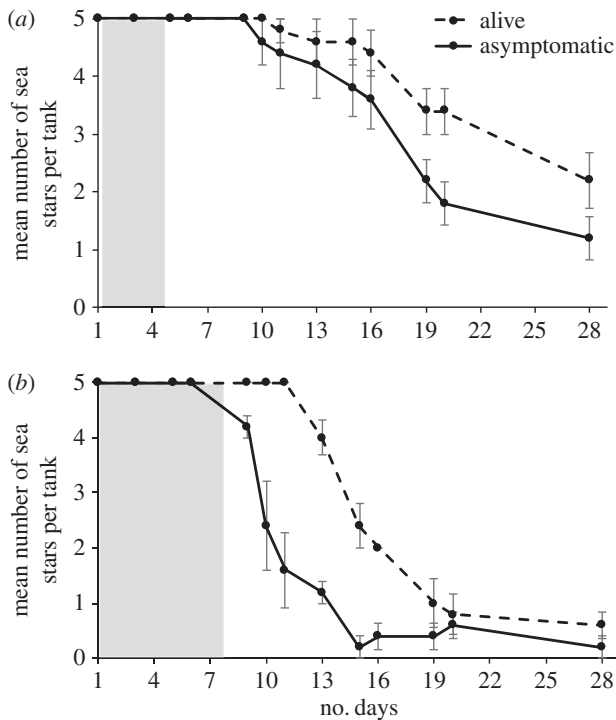 (a)
alive
asymptomatic
mean number of sea
stars per tank
5
4
3
2
1
0
1 4 7 10 13 16 19 22 25 28
(b)
mean number of sea
stars per tank
5
4
3
2
1
0
1 4 7 10 13 16 19 22 25 28
no. days